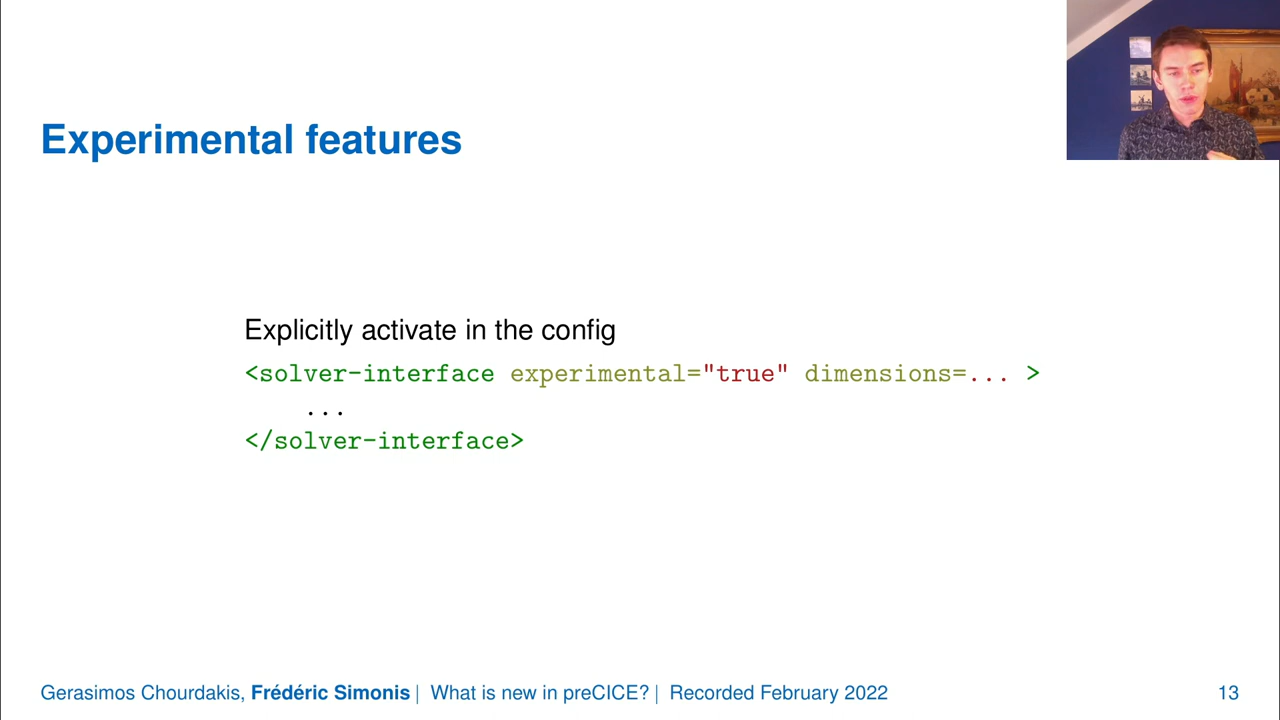 Experimental features
Explicitly activate in the config
<solver-interface experimental="true" dimensions=... >
...
</solver-interface>
Gerasimos Chourdakis, Frédéric Simonis | What is new in preCICE? | Recorded February 2022
13